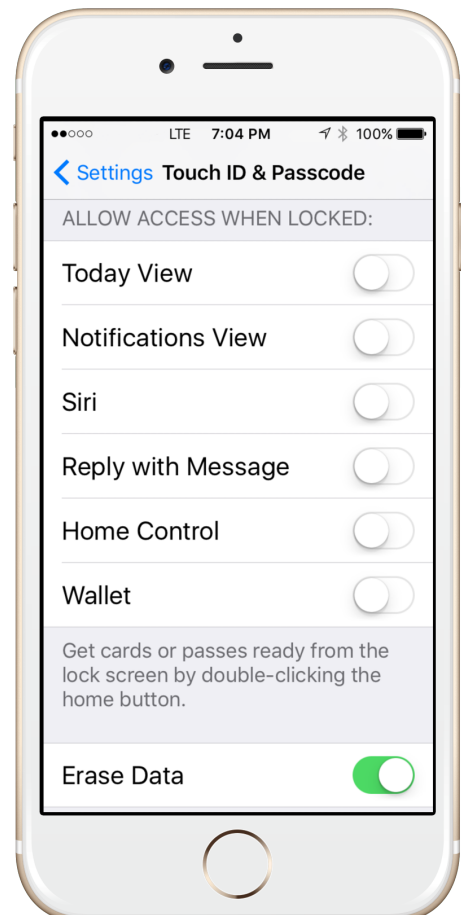 LTE 7:04 PM 100%
Settings Touch ID & Passcode
ALLOW ACCESS WHEN LOCKED:
Today View
Notifications View
Siri
Reply with Message
Home Control
Wallet
Get cards or passes ready from the
lock screen by double-clicking the
home button.
Erase Data